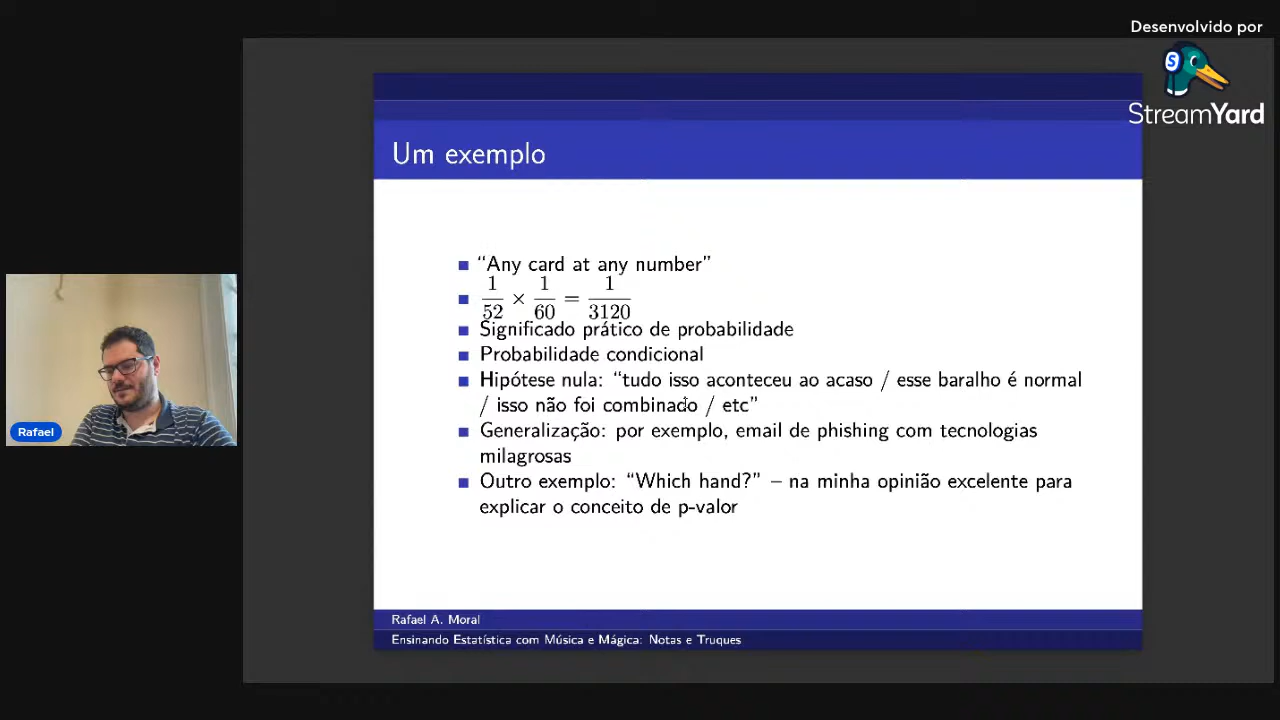 Desenvolvido por
StreamYard
Um exemplo
“Any card at any number”
1/52 × 1/60 = 1/3120
Significado prático de probabilidade
Probabilidade condicional
Hipótese nula: “tudo isso aconteceu ao acaso / esse baralho é normal
/ isso não foi combinado / etc”
Generalização: por exemplo, email de phishing com tecnologias
milagrosas
Outro exemplo: “Which hand?” – na minha opinião excelente para
explicar o conceito de p-valor
Rafael
Rafael A. Moral
Ensinando Estatística com Música e Mágica: Notas e Truques